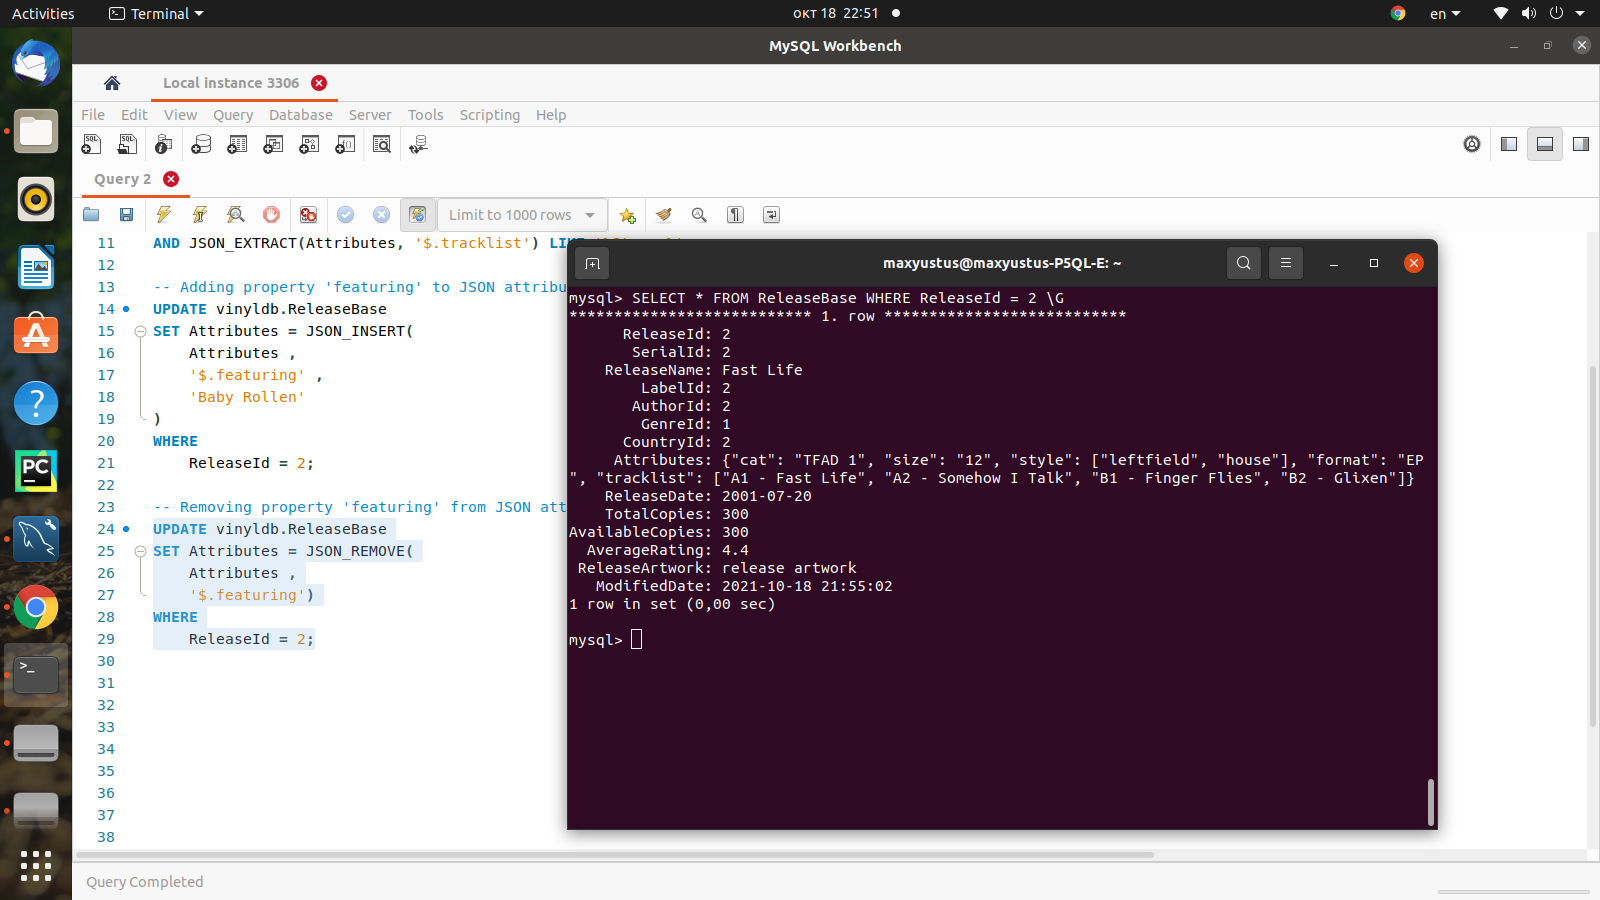 Activities
Terminal
окт 18 22:51
en
MySQL Workbench
Local instance 3306
File Edit View Query Database Server Tools Scripting Help
Query 2
Limit to 1000 rows
11 AND JSON_EXTRACT(Attributes, '$.tracklist')
12
13 -- Adding property 'featuring' to JSON attribu
14 UPDATE vinyldb.ReleaseBase
15 SET Attributes = JSON_INSERT(
16 Attributes ,
17 '$.featuring' ,
18 'Baby Rollen'
19 )
20 WHERE
21 ReleaseId = 2;
22
23 -- Removing property 'featuring' from JSON att
24 UPDATE vinyldb.ReleaseBase
25 SET Attributes = JSON_REMOVE(
26 Attributes ,
27 '$.featuring')
28 WHERE
29 ReleaseId = 2;
30
31
32
33
34
35
36
37
38
Query Completed
maxyustus@maxyustus-P5QL-E: ~
mysql> SELECT * FROM ReleaseBase WHERE ReleaseId = 2 \G
*************************** 1. row ***************************
ReleaseId: 2
SerialId: 2
ReleaseName: Fast Life
LabelId: 2
AuthorId: 2
GenreId: 1
CountryId: 2
Attributes: {"cat": "TFAD 1", "size": "12", "style": ["leftfield", "house"], "format": "EP
", "tracklist": ["A1 - Fast Life", "A2 - Somehow I Talk", "B1 - Finger Flies", "B2 - Glixen"]}
ReleaseDate: 2001-07-20
TotalCopies: 300
AvailableCopies: 300
AverageRating: 4.4
ReleaseArtwork: release artwork
ModifiedDate: 2021-10-18 21:55:02
1 row in set (0,00 sec)
mysql>